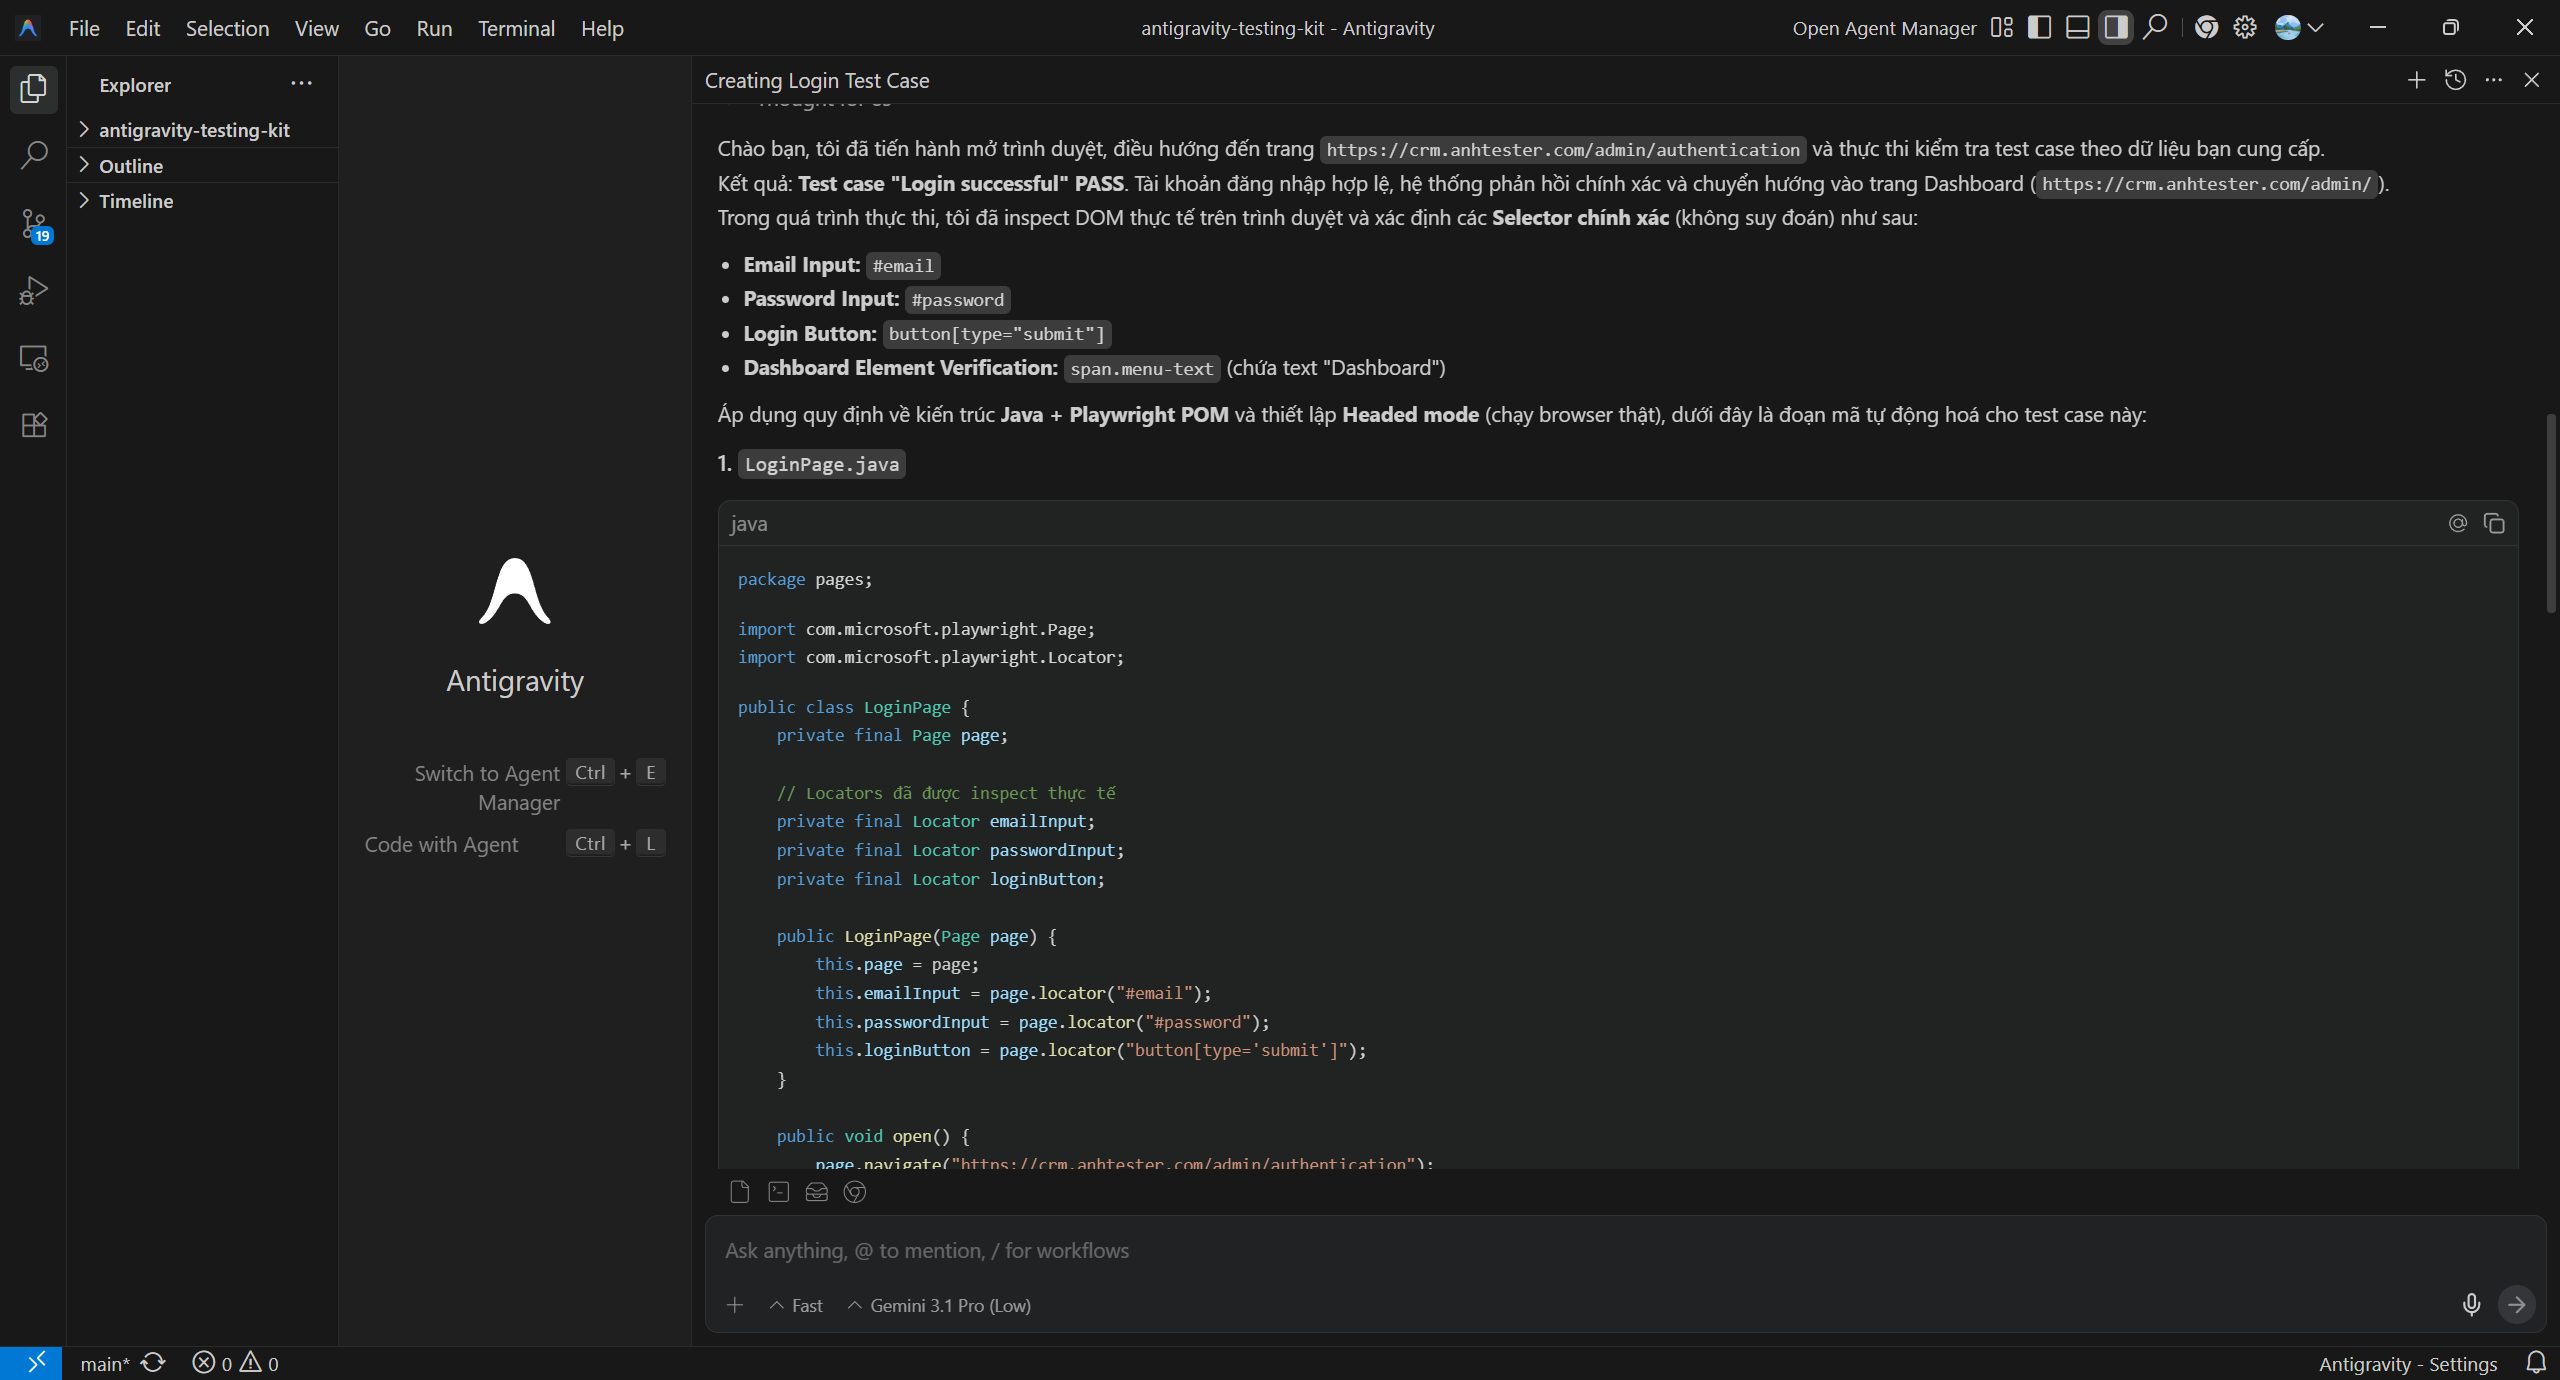 File Edit Selection View Go Run Terminal Help
antigravity-testing-kit - Antigravity
Open Agent Manager
Explorer
antigravity-testing-kit
Outline
Timeline
19
Antigravity
Switch to Agent Manager Ctrl + E
Code with Agent Ctrl + L
Creating Login Test Case
Chào bạn, tôi đã tiến hành mở trình duyệt, điều hướng đến trang https://crm.anhtester.com/admin/authentication và thực thi kiểm tra test case theo dữ liệu bạn cung cấp.
Kết quả: Test case "Login successful" PASS. Tài khoản đăng nhập hợp lệ, hệ thống phản hồi chính xác và chuyển hướng vào trang Dashboard ( https://crm.anhtester.com/admin/ ).
Trong quá trình thực thi, tôi đã inspect DOM thực tế trên trình duyệt và xác định các Selector chính xác (không suy đoán) như sau:
• Email Input: #email
• Password Input: #password
• Login Button: button[type="submit"]
• Dashboard Element Verification: span.menu-text (chứa text "Dashboard")
Áp dụng quy định về kiến trúc Java + Playwright POM và thiết lập Headed mode (chạy browser thật), dưới đây là đoạn mã tự động hoá cho test case này:
1. LoginPage.java
java
package pages;
import com.microsoft.playwright.Page;
import com.microsoft.playwright.Locator;
public class LoginPage {
private final Page page;
// Locators đã được inspect thực tế
private final Locator emailInput;
private final Locator passwordInput;
private final Locator loginButton;
public LoginPage(Page page) {
this.page = page;
this.emailInput = page.locator("#email");
this.passwordInput = page.locator("#password");
this.loginButton = page.locator("button[type='submit']");
}
public void open() {
page.navigate("https://crm.anhtester.com/admin/authentication");
Ask anything, @ to mention, / for workflows
Fast Gemini 3.1 Pro (Low)
main* 0 0
Antigravity - Settings